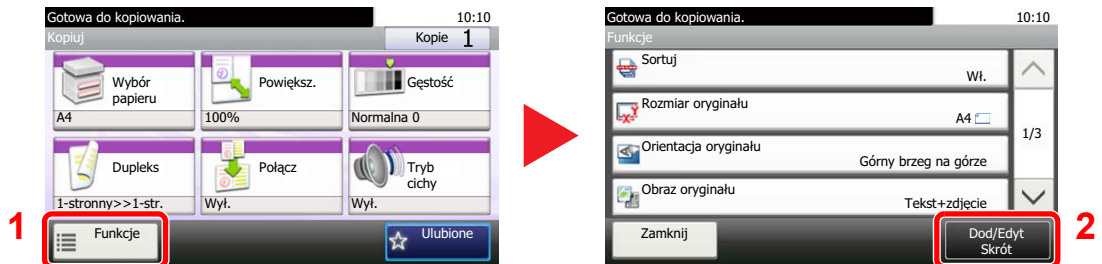 Gotowa do kopiowania. 10:10
Kopiuj Kopie 1
Wybór papieru
A4
Powiększ.
100%
Gęstość
Normalna 0
Dupleks
1-stronny>>1-str.
Połącz
Wył.
Tryb cichy
Wył.
1
Funkcje
Ulubione
Gotowa do kopiowania. 10:10
Funkcje
Sortuj
Wł.
Rozmiar oryginału
A4
1/3
Orientacja oryginału
Górny brzeg na górze
Obraz oryginału
Tekst+zdjęcie
Zamknij
Dod/Edyt
Skrót
2